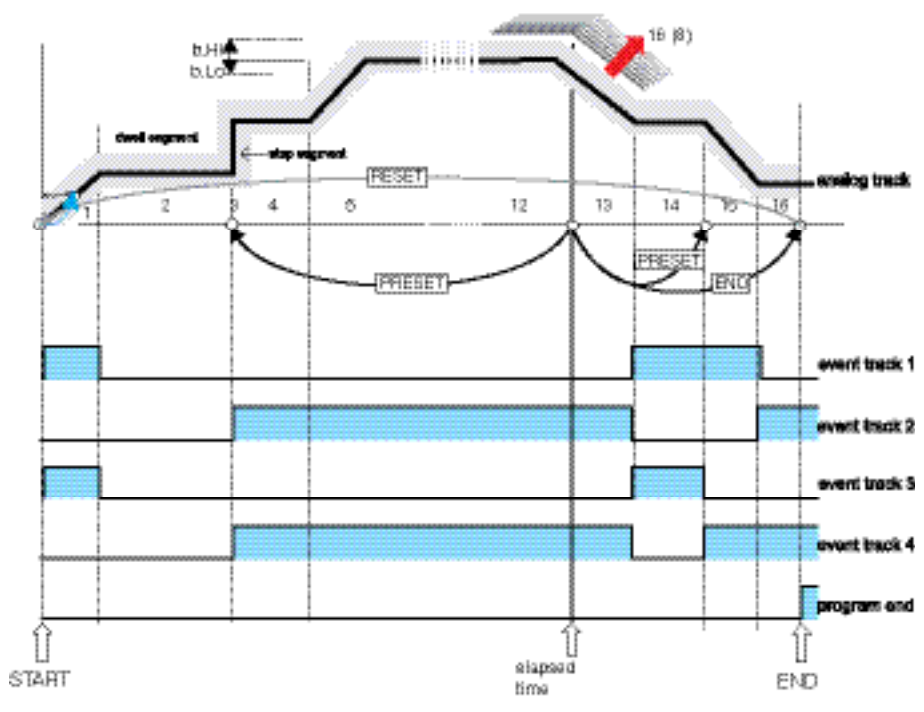 16 (8)
b.Hi
b.Lo
dwell segment
step segment
RESET
analog track
1 2 3 4 5 12 13 14 15 16
PRESET
PRESET
END
event track 1
event track 2
event track 3
event track 4
program end
START
elapsed
time
END